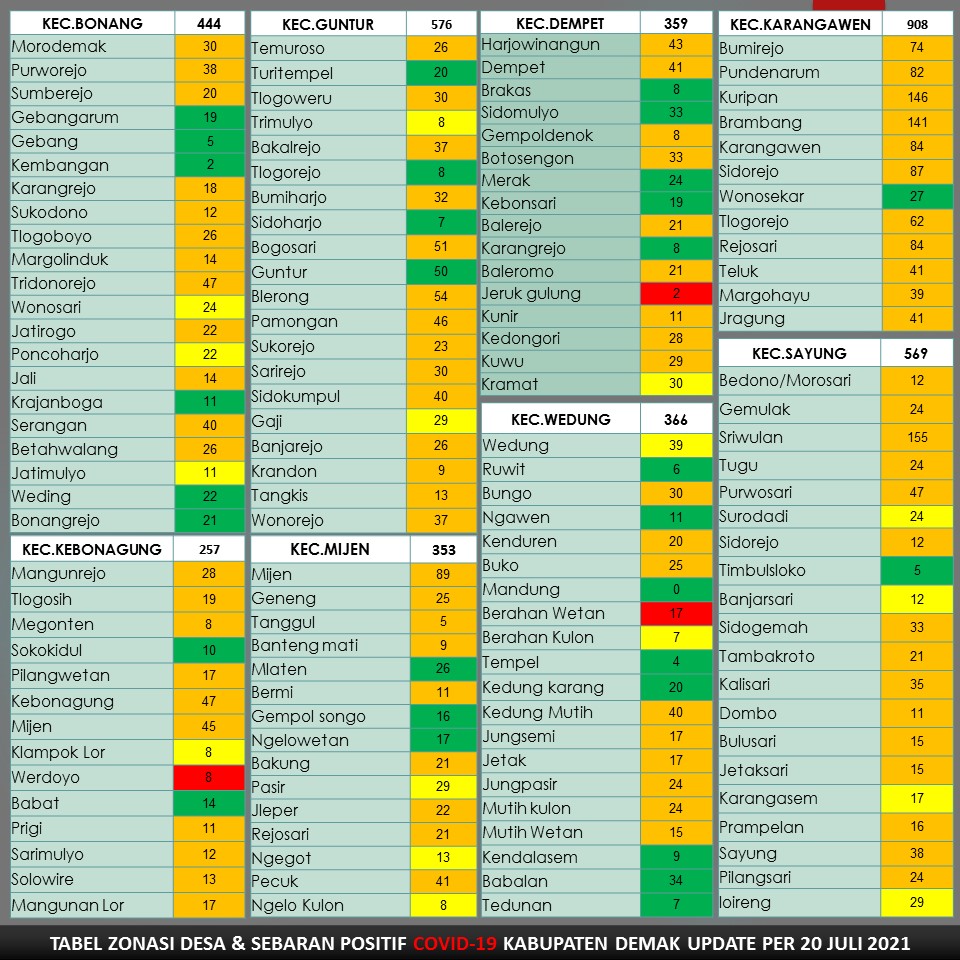 KEC.BONANG 444
Morodemak 30
Purworejo 38
Sumberejo 20
Gebangarum 19
Gebang 5
Kembangan 2
Karangrejo 18
Sukodono 12
Tlogoboyo 26
Margolinduk 14
Tridonorejo 47
Wonosari 24
Jatirogo 22
Poncoharjo 22
Jali 14
Krajanboga 11
Serangan 40
Betahwalang 26
Jatimulyo 11
Weding 22
Bonangrejo 21
KEC.KEBONAGUNG 257
Mangunrejo 28
Tlogosih 19
Megonten 8
Sokokidul 10
Pilangwetan 17
Kebonagung 47
Mijen 45
Klampok Lor 8
Werdoyo 8
Babat 14
Prigi 11
Sarimulyo 12
Solowire 13
Mangunan Lor 17
KEC.GUNTUR 576
Temuroso 26
Turitempel 20
Tlogoweru 30
Trimulyo 8
Bakalrejo 37
Tlogorejo 8
Bumiharjo 32
Sidoharjo 7
Bogosari 51
Guntur 50
Blerong 54
Pamongan 46
Sukorejo 23
Sarirejo 30
Sidokumpul 40
Gaji 29
Banjarejo 26
Krandon 9
Tangkis 13
Wonorejo 37
KEC.MIJEN 353
Mijen 89
Geneng 25
Tanggul 5
Banteng mati 9
Mlaten 26
Bermi 11
Gempol songo 16
Ngelowetan 17
Bakung 21
Pasir 29
Jleper 22
Rejosari 21
Ngegot 13
Pecuk 41
Ngelo Kulon 8
KEC.DEMPET 359
Harjowinangun 43
Dempet 41
Brakas 8
Sidomulyo 33
Gempoldenok 8
Botosengon 33
Merak 24
Kebonsari 19
Balerejo 21
Karangrejo 8
Baleromo 21
Jeruk gulung 2
Kunir 11
Kedongori 28
Kuwu 29
Kramat 30
KEC.WEDUNG 366
Wedung 39
Ruwit 6
Bungo 30
Ngawen 11
Kenduren 20
Buko 25
Mandung 0
Berahan Wetan 17
Berahan Kulon 7
Tempel 4
Kedung karang 20
Kedung Mutih 40
Jungsemi 17
Jetak 17
Jungpasir 24
Mutih kulon 24
Mutih Wetan 15
Kendalasem 9
Babalan 34
Tedunan 7
KEC.KARANGAWEN 908
Bumirejo 74
Pundenarum 82
Kuripan 146
Brambang 141
Karangawen 84
Sidorejo 87
Wonosekar 27
Tlogorejo 62
Rejosari 84
Teluk 41
Margohayu 39
Jragung 41
KEC.SAYUNG 569
Bedono/Morosari 12
Gemulak 24
Sriwulan 155
Tugu 24
Purwosari 47
Surodadi 24
Sidorejo 12
Timbulsloko 5
Banjarsari 12
Sidogemah 33
Tambakroto 21
Kalisari 35
Dombo 11
Bulusari 15
Jetaksari 15
Karangasem 17
Prampelan 16
Sayung 38
Pilangsari 24
loireng 29
TABEL ZONASI DESA & SEBARAN POSITIF COVID-19 KABUPATEN DEMAK UPDATE PER 20 JULI 2021